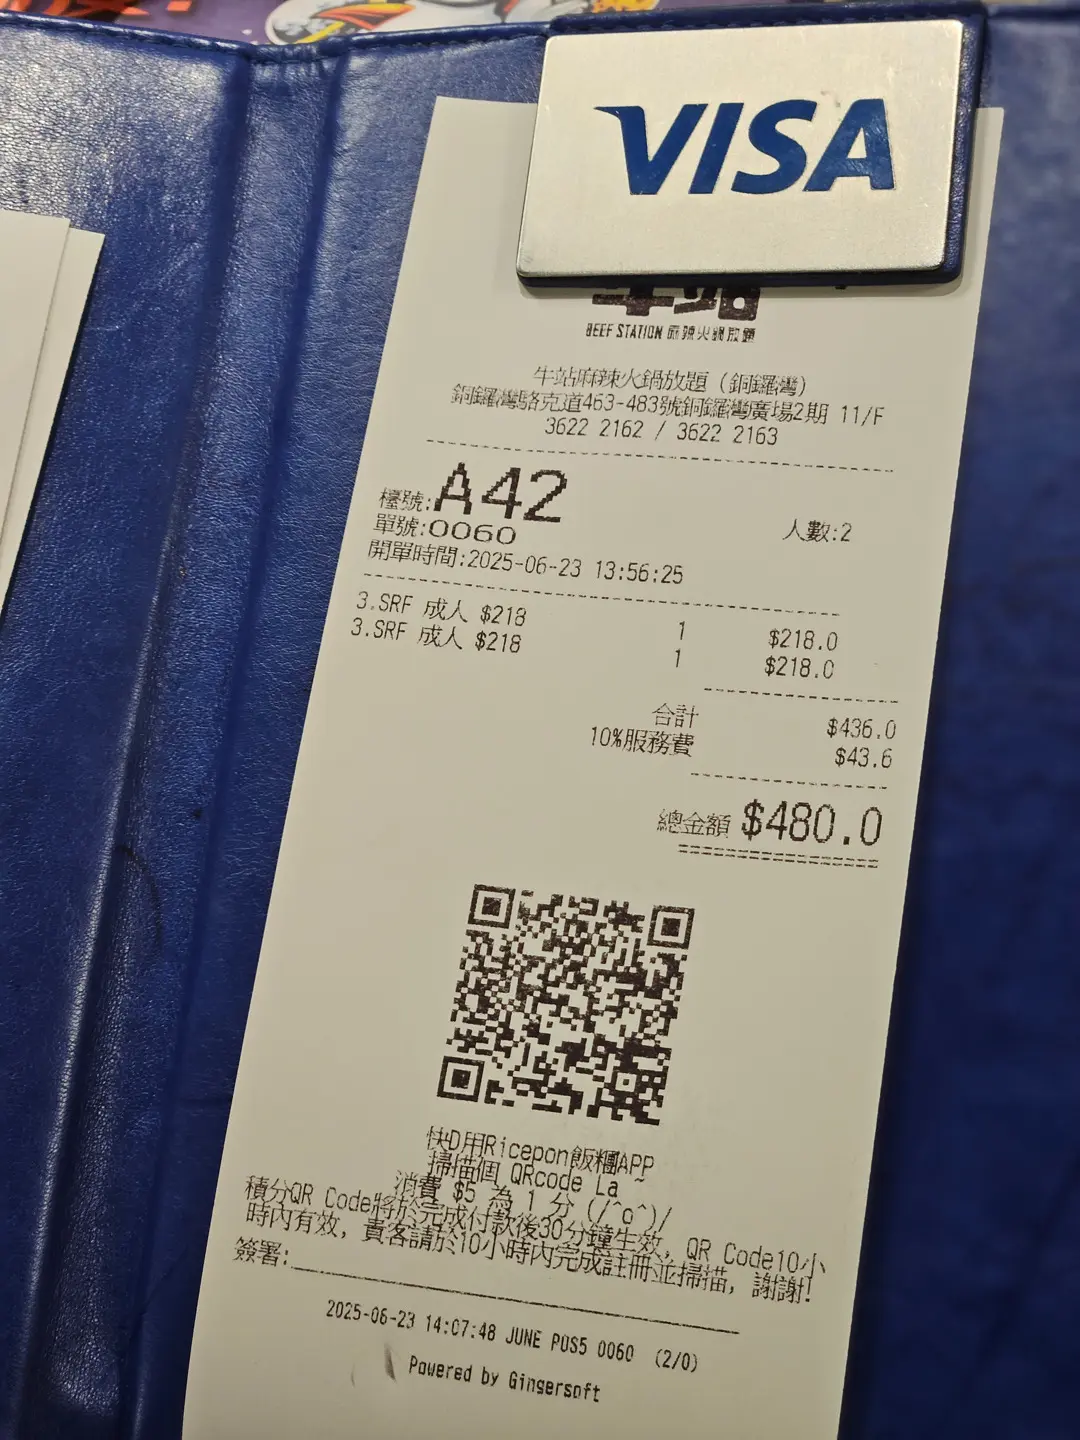 VISA
牛站
BEEF STATION 麻辣火鍋放題
牛站麻辣火鍋放題 (銅鑼灣)
銅鑼灣駱克道463-483號銅鑼灣廣場2期 11/F
3622 2162 / 3622 2163
檯號:A42
單號:0060 人數:2
開單時間:2025-06-23 13:56:25
3.SRF 成人 $218 1 $218.0
3.SRF 成人 $218 1 $218.0
合計 $436.0
10%服務費 $43.6
總金額 $480.0
快D用Ricepon飯糰APP
掃描個 QRcode La ~
消費 $5 為 1 分 (/^o^)/
積分QR Code將於完成付款後30分鐘生效, QR Code10小
時內有效, 貴客請於10小時內完成註冊並掃描, 謝謝!
簽署:
2025-06-23 14:07:48 JUNE POS5 0060 (2/0)
Powered by Gingersoft